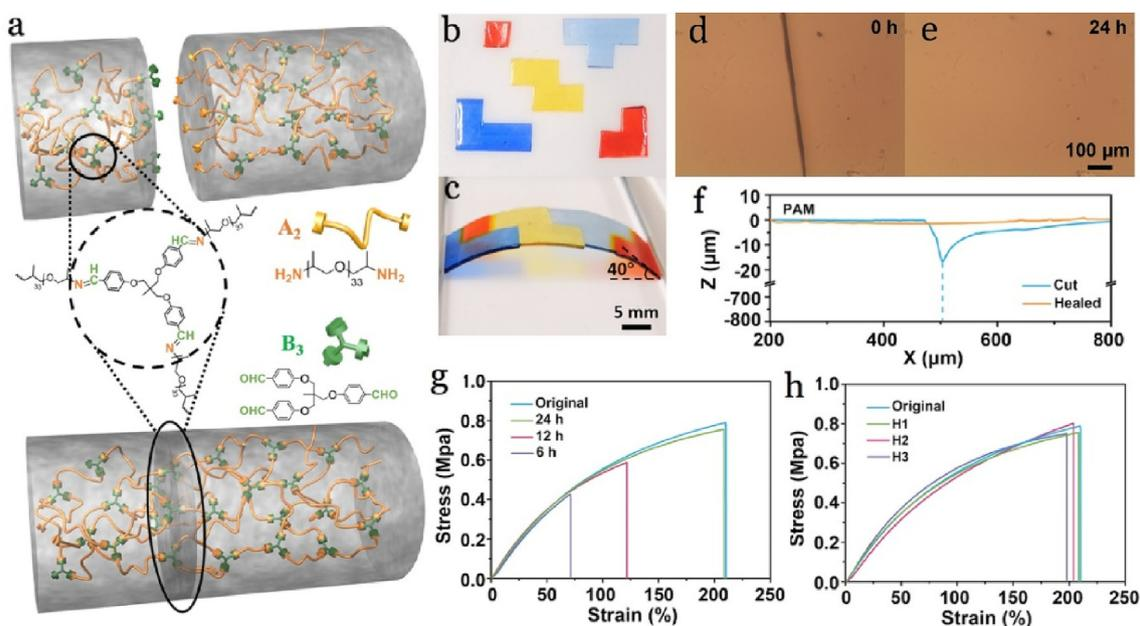 a
CH=N
33
N=CH
33
CH
N
A₂
H₂N
33
NH₂
B₃
OHC
O
O
CHO
OHC
O
b
c
40°
5 mm
d
0 h
e
24 h
100 μm
f
PAM
10
0
-10
-20
-700
-800
Z (μm)
Cut
Healed
200
400
600
800
X (μm)
g
1.0
0.8
0.6
0.4
0.2
0.0
Stress (Mpa)
Original
24 h
12 h
6 h
0
50
100
150
200
250
Strain (%)
h
1.0
0.8
0.6
0.4
0.2
0.0
Stress (Mpa)
Original
H1
H2
H3
0
50
100
150
200
250
Strain (%)